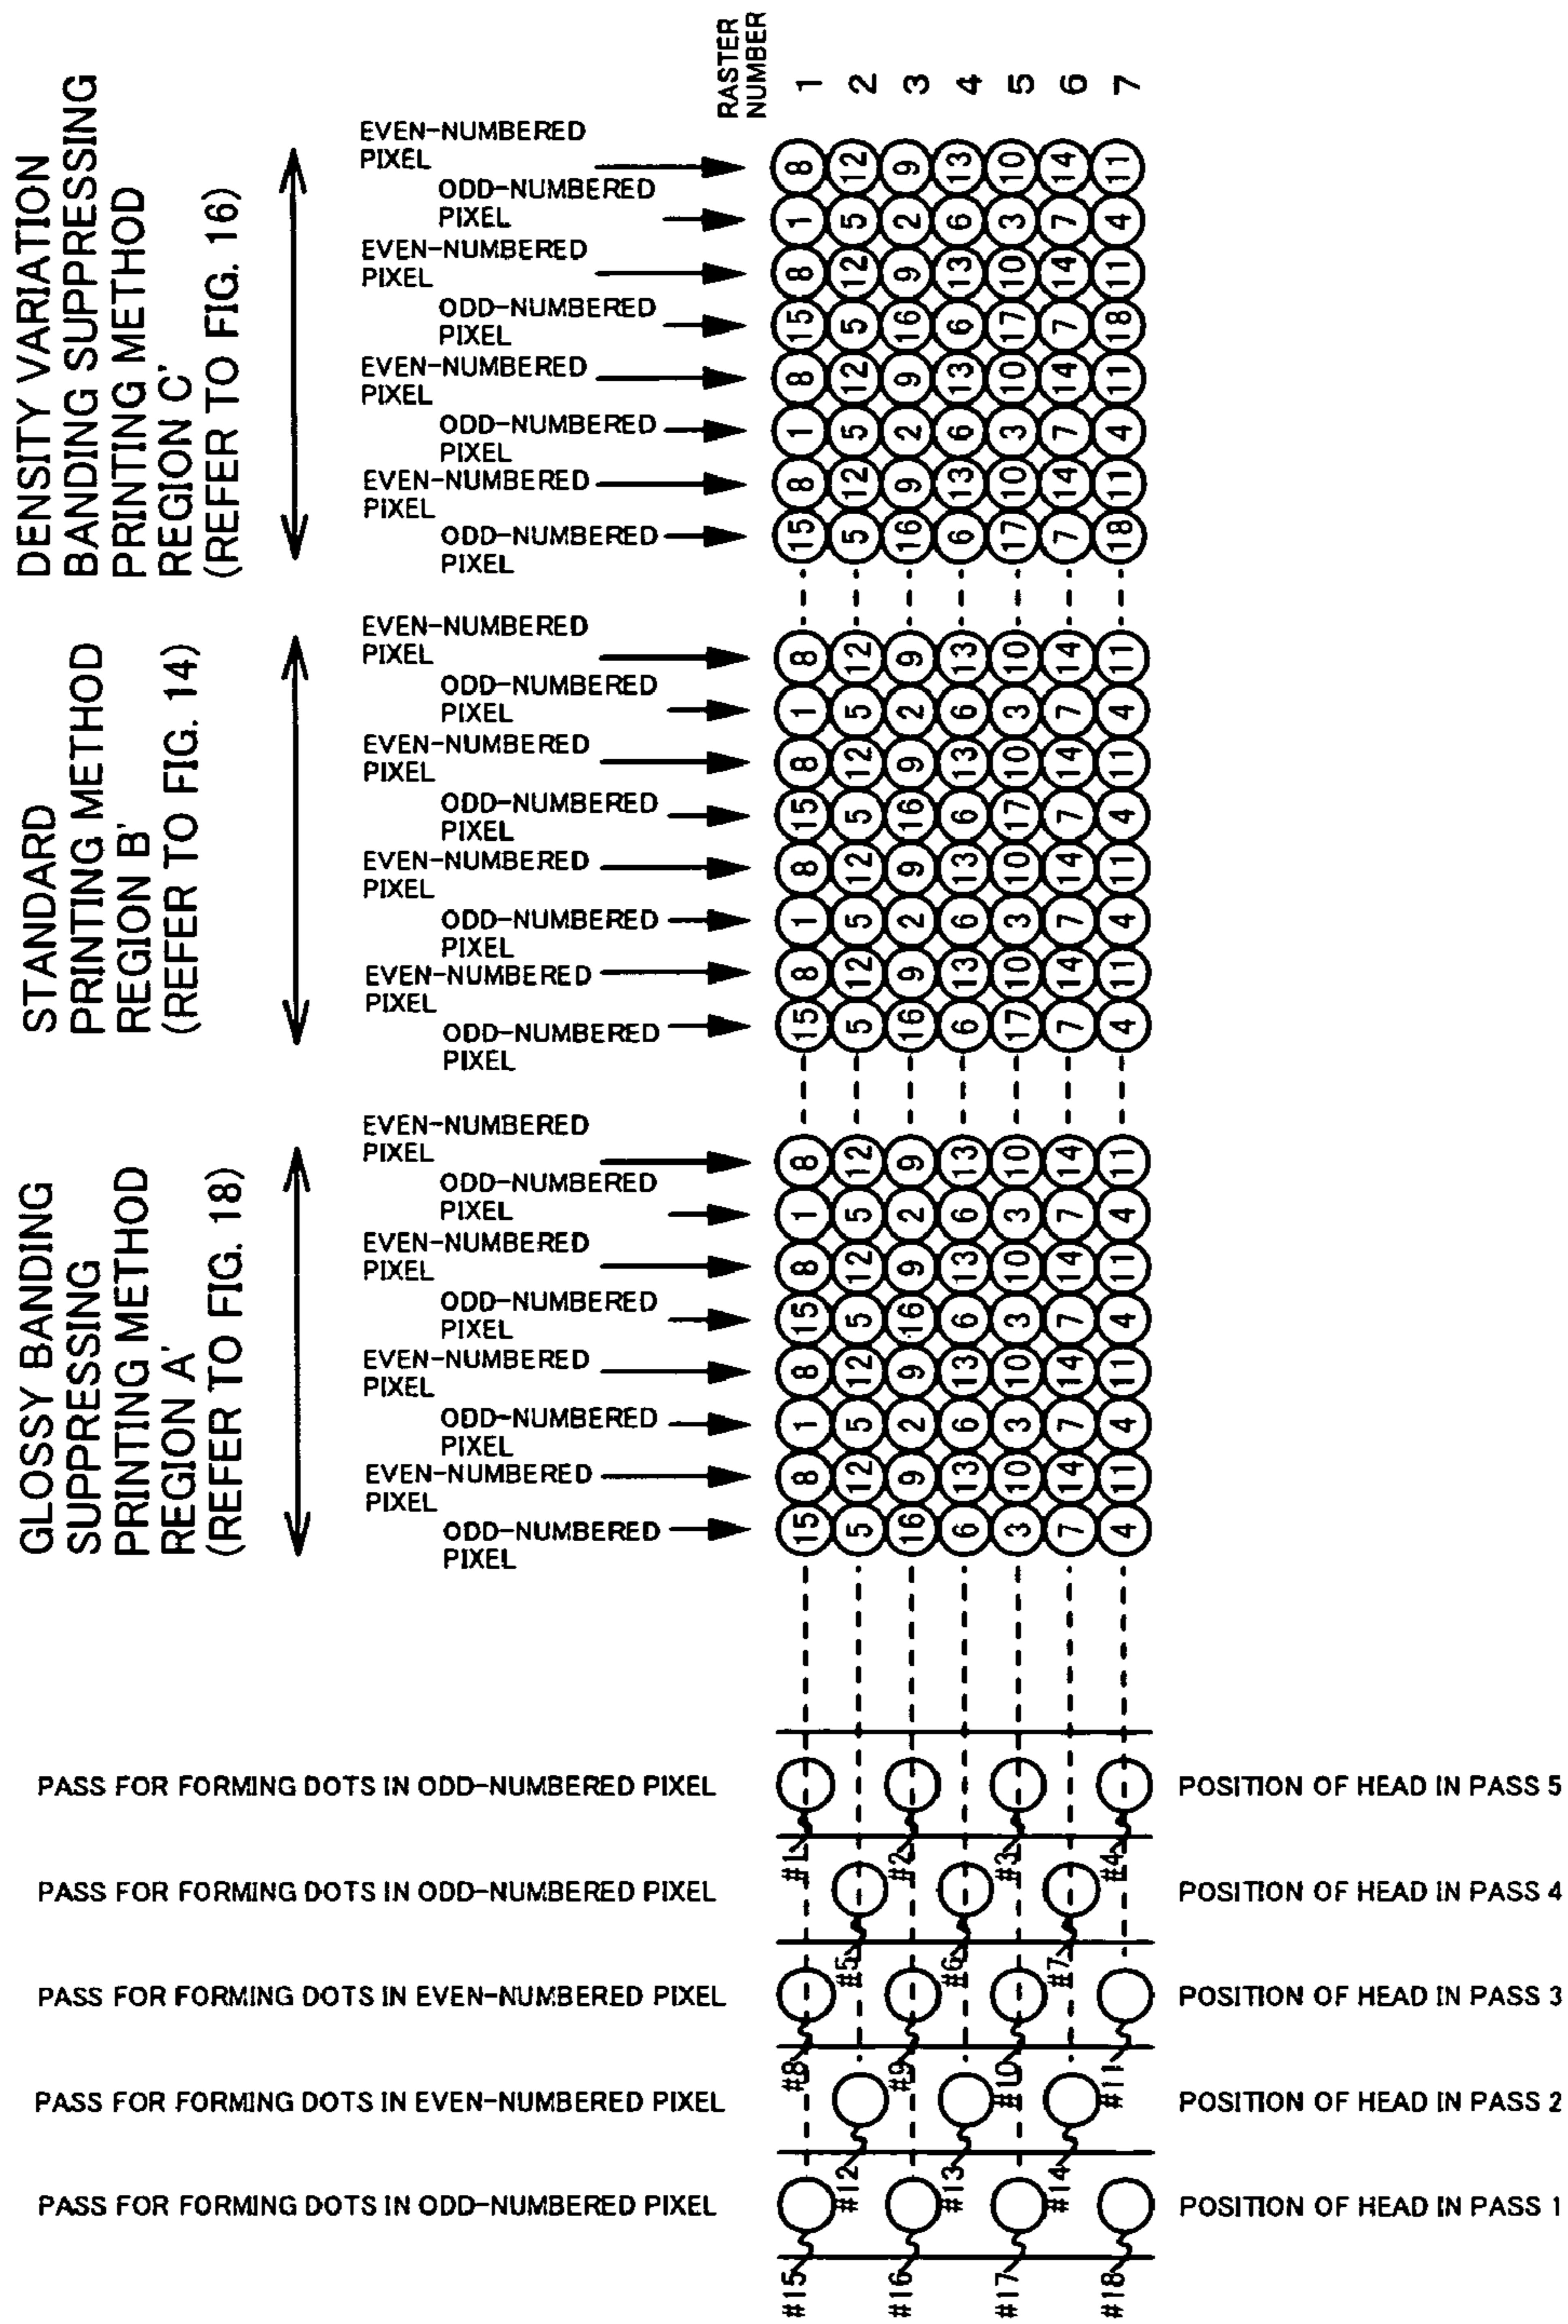 DENSITY VARIATION
BANDING SUPPRESSING
PRINTING METHOD
REGION C'
(REFER TO FIG. 16)
RASTER
NUMBER
1 2 3 4 5 6 7
EVEN-NUMBERED
PIXEL
8 12 9 13 10 14 11
ODD-NUMBERED
PIXEL
1 5 2 6 3 7 4
EVEN-NUMBERED
PIXEL
8 12 9 13 10 14 11
ODD-NUMBERED
PIXEL
15 5 16 6 17 7 18
EVEN-NUMBERED
PIXEL
8 12 9 13 10 14 11
ODD-NUMBERED
PIXEL
1 5 2 6 3 7 4
EVEN-NUMBERED
PIXEL
8 12 9 13 10 14 11
ODD-NUMBERED
PIXEL
15 5 16 6 17 7 18
STANDARD
PRINTING METHOD
REGION B'
(REFER TO FIG. 14)
EVEN-NUMBERED
PIXEL
8 12 9 13 10 14 11
ODD-NUMBERED
PIXEL
1 5 2 6 3 7 4
EVEN-NUMBERED
PIXEL
8 12 9 13 10 14 11
ODD-NUMBERED
PIXEL
15 5 16 6 17 7 4
EVEN-NUMBERED
PIXEL
8 12 9 13 10 14 11
ODD-NUMBERED
PIXEL
1 5 2 6 3 7 4
EVEN-NUMBERED
PIXEL
8 12 9 13 10 14 11
ODD-NUMBERED
PIXEL
15 5 16 6 17 7 4
GLOSSY BANDING
SUPPRESSING
PRINTING METHOD
REGION A'
(REFER TO FIG. 18)
EVEN-NUMBERED
PIXEL
8 12 9 13 10 14 11
ODD-NUMBERED
PIXEL
1 5 2 6 3 7 4
EVEN-NUMBERED
PIXEL
8 12 9 13 10 14 11
ODD-NUMBERED
PIXEL
15 5 16 6 3 7 4
EVEN-NUMBERED
PIXEL
8 12 9 13 10 14 11
ODD-NUMBERED
PIXEL
1 5 2 6 3 7 4
EVEN-NUMBERED
PIXEL
8 12 9 13 10 14 11
ODD-NUMBERED
PIXEL
15 5 16 6 3 7 4
PASS FOR FORMING DOTS IN ODD-NUMBERED PIXEL
POSITION OF HEAD IN PASS 5
#1 #2 #3 #4
PASS FOR FORMING DOTS IN ODD-NUMBERED PIXEL
POSITION OF HEAD IN PASS 4
#5 #6 #7
PASS FOR FORMING DOTS IN EVEN-NUMBERED PIXEL
POSITION OF HEAD IN PASS 3
#8 #9 #10 #11
PASS FOR FORMING DOTS IN EVEN-NUMBERED PIXEL
POSITION OF HEAD IN PASS 2
#12 #13 #14
PASS FOR FORMING DOTS IN ODD-NUMBERED PIXEL
POSITION OF HEAD IN PASS 1
#15 #16 #17 #18